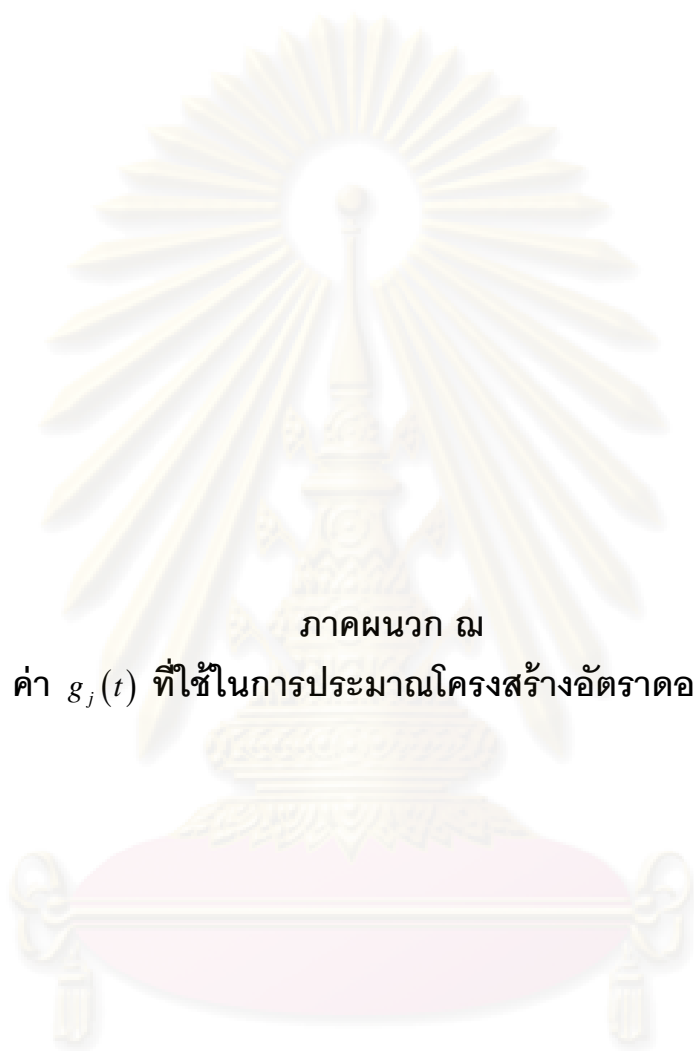 ภาคผนวก ฌ
ค่า g_j(t) ที่ใช้ในการประมาณโครงสร้างอัตราดอ